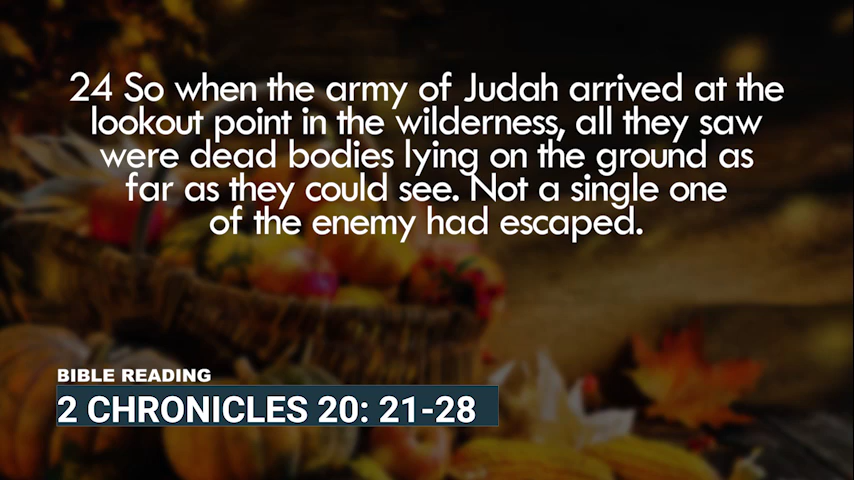 24 So when the army of Judah arrived at the
lookout point in the wilderness, all they saw
were dead bodies lying on the ground as
far as they could see. Not a single one
of the enemy had escaped.
BIBLE READING
2 CHRONICLES 20: 21-28